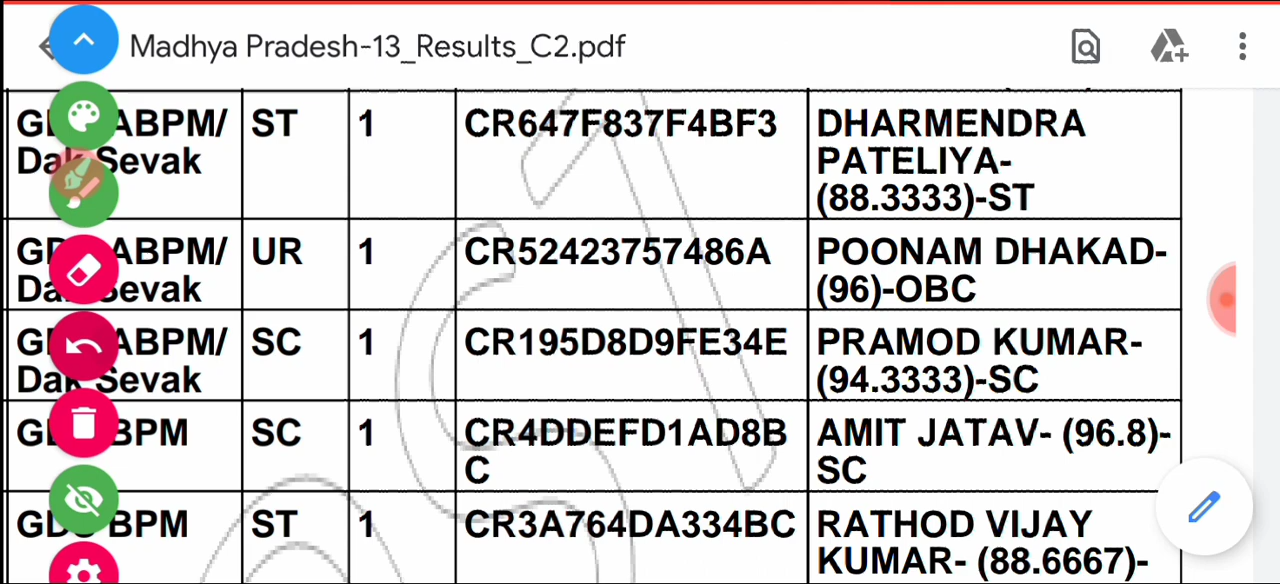 Madhya Pradesh-13_Results_C2.pdf
ABPM/ ST 1 CR647F837F4BF3 DHARMENDRA
Dak Sevak PATELIYA-
(88.3333)-ST
ABPM/ UR 1 CR52423757486A POONAM DHAKAD-
Sevak (96)-OBC
ABPM/ SC 1 CR195D8D9FE34E PRAMOD KUMAR-
Dak Sevak (94.3333)-SC
BPM SC 1 CR4DDEFD1AD8B AMIT JATAV- (96.8)-
C SC
BPM ST 1 CR3A764DA334BC RATHOD VIJAY
KUMAR- (88.6667)-